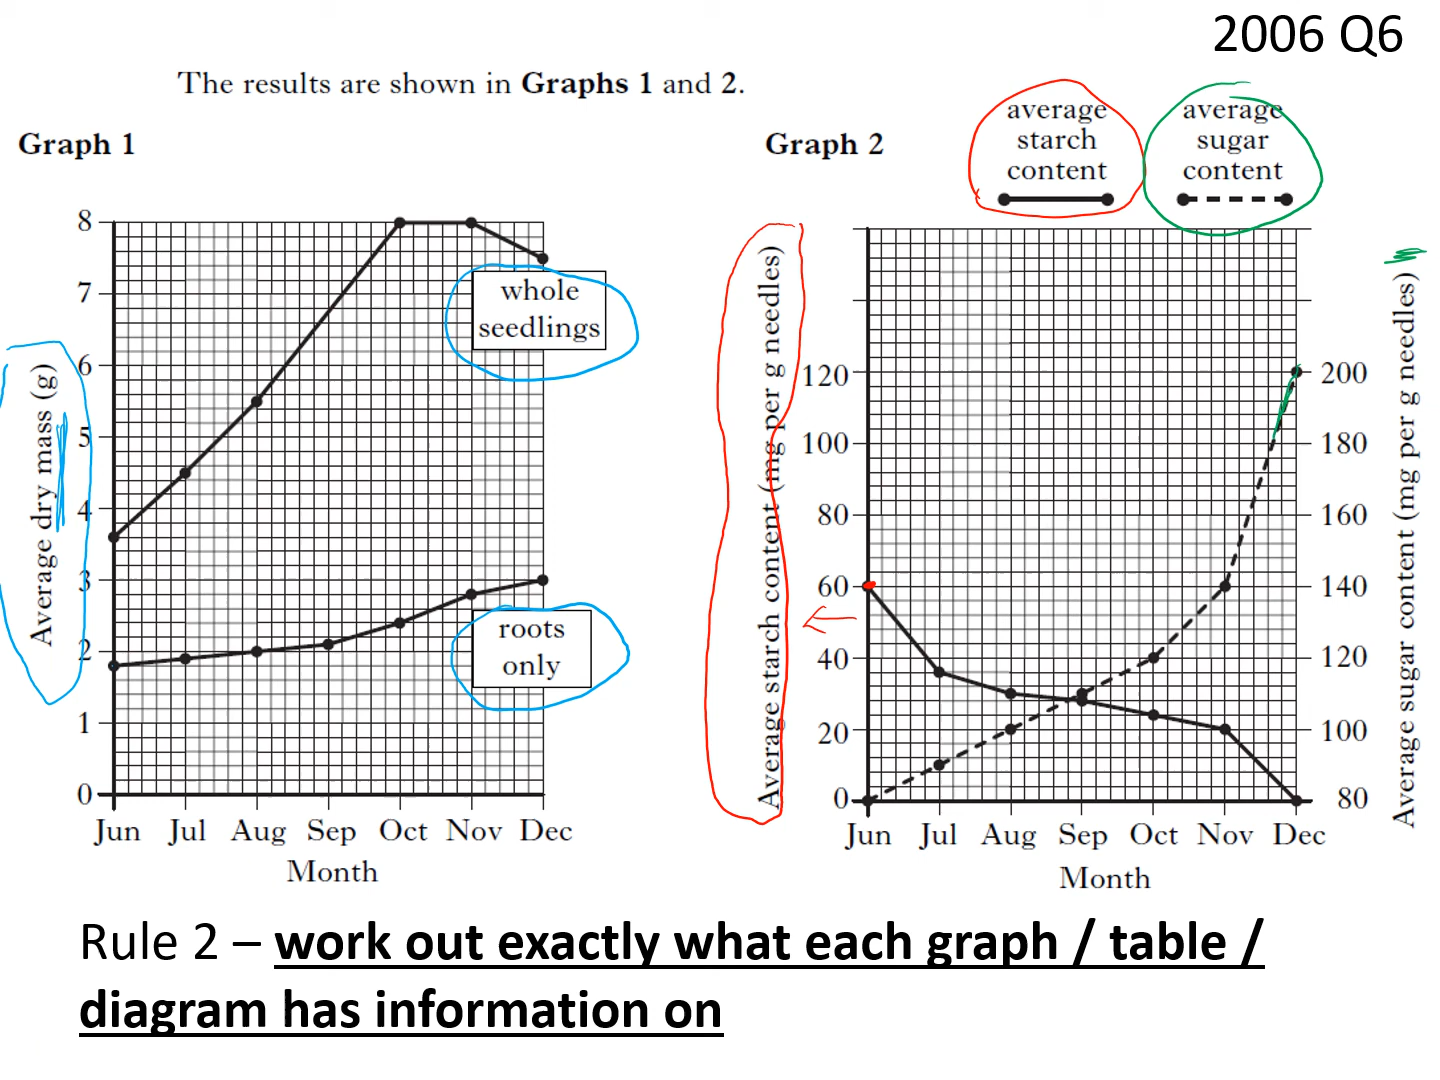 2006 Q6
The results are shown in Graphs 1 and 2.
Graph 1
8
7
6
5
4
3
2
1
0
Average dry mass (g)
whole
seedlings
roots
only
Jun Jul Aug Sep Oct Nov Dec
Month
Graph 2
average
starch
content
average
sugar
content
Average starch content (mg per g needles)
120
100
80
60
40
20
0
200
180
160
140
120
100
80
Average sugar content (mg per g needles)
Jun Jul Aug Sep Oct Nov Dec
Month
Rule 2 – work out exactly what each graph / table /
diagram has information on